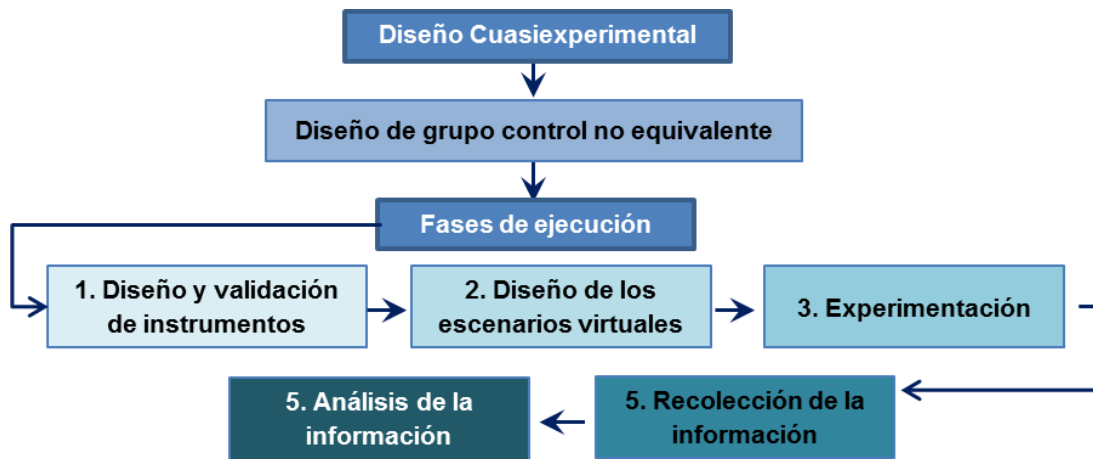 Diseño Cuasiexperimental
Diseño de grupo control no equivalente
Fases de ejecución
1. Diseño y validación
de instrumentos
2. Diseño de los
escenarios virtuales
3. Experimentación
5. Recolección de la
información
5. Análisis de la
información